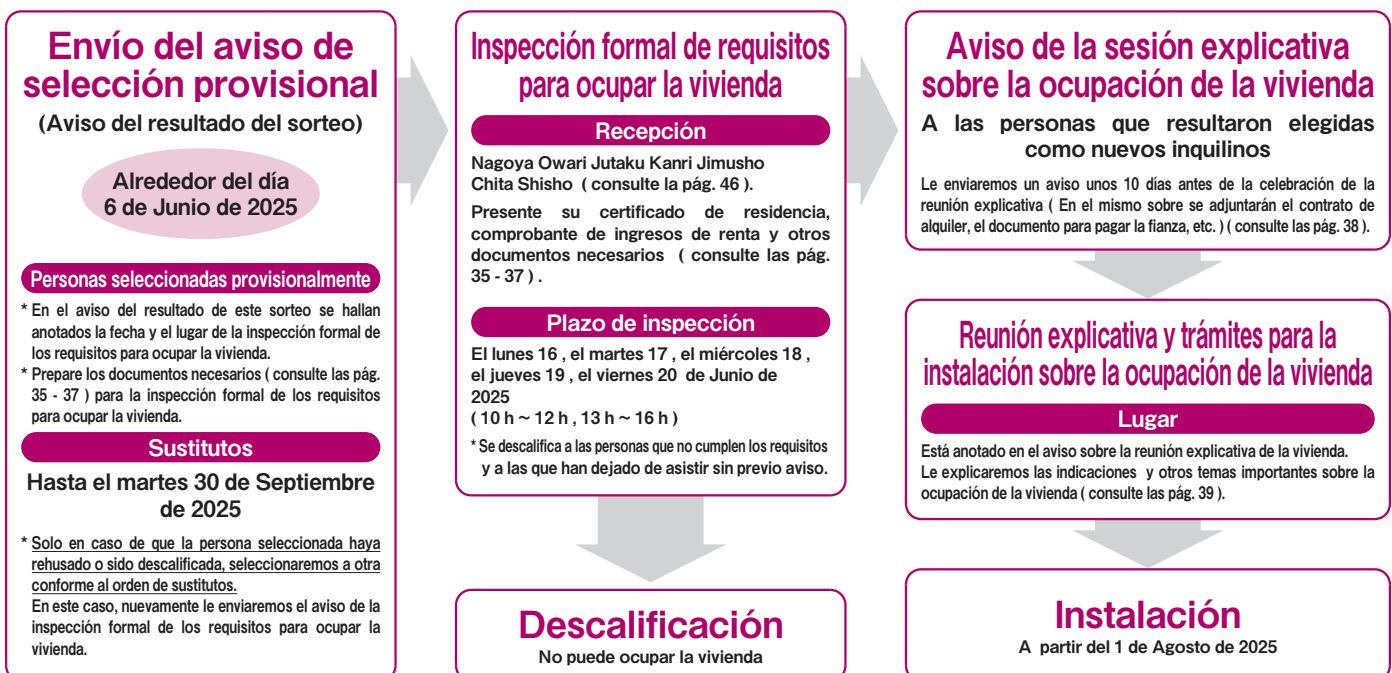 Envío del aviso de
selección provisional
(Aviso del resultado del sorteo)
Alrededor del día
6 de Junio de 2025
Personas seleccionadas provisionalmente
* En el aviso del resultado de este sorteo se hallan
anotados la fecha y el lugar de la inspección formal de
los requisitos para ocupar la vivienda.
* Prepare los documentos necesarios ( consulte las pág.
35 - 37 ) para la inspección formal de los requisitos
para ocupar la vivienda.
Sustitutos
Hasta el martes 30 de Septiembre
de 2025
* Solo en caso de que la persona seleccionada haya
rehusado o sido descalificada, seleccionaremos a otra
conforme al orden de sustitutos.
En este caso, nuevamente le enviaremos el aviso de la
inspección formal de los requisitos para ocupar la
vivienda.
Inspección formal de requisitos
para ocupar la vivienda
Recepción
Nagoya Owari Jutaku Kanri Jimusho
Chita Shisho ( consulte la pág. 46 ).
Presente su certificado de residencia,
comprobante de ingresos de renta y otros
documentos necesarios ( consulte las pág.
35 - 37 ) .
Plazo de inspección
El lunes 16 , el martes 17 , el miércoles 18 ,
el jueves 19 , el viernes 20 de Junio de
2025
( 10 h ~ 12 h , 13 h ~ 16 h )
* Se descalifica a las personas que no cumplen los requisitos
y a las que han dejado de asistir sin previo aviso.
Descalificación
No puede ocupar la vivienda
Aviso de la sesión explicativa
sobre la ocupación de la vivienda
A las personas que resultaron elegidas
como nuevos inquilinos
Le enviaremos un aviso unos 10 días antes de la celebración de la
reunión explicativa ( En el mismo sobre se adjuntarán el contrato de
alquiler, el documento para pagar la fianza, etc. ) ( consulte las pág. 38 ).
Reunión explicativa y trámites para la
instalación sobre la ocupación de la vivienda
Lugar
Está anotado en el aviso sobre la reunión explicativa de la vivienda.
Le explicaremos las indicaciones y otros temas importantes sobre la
ocupación de la vivienda ( consulte las pág. 39 ).
Instalación
A partir del 1 de Agosto de 2025